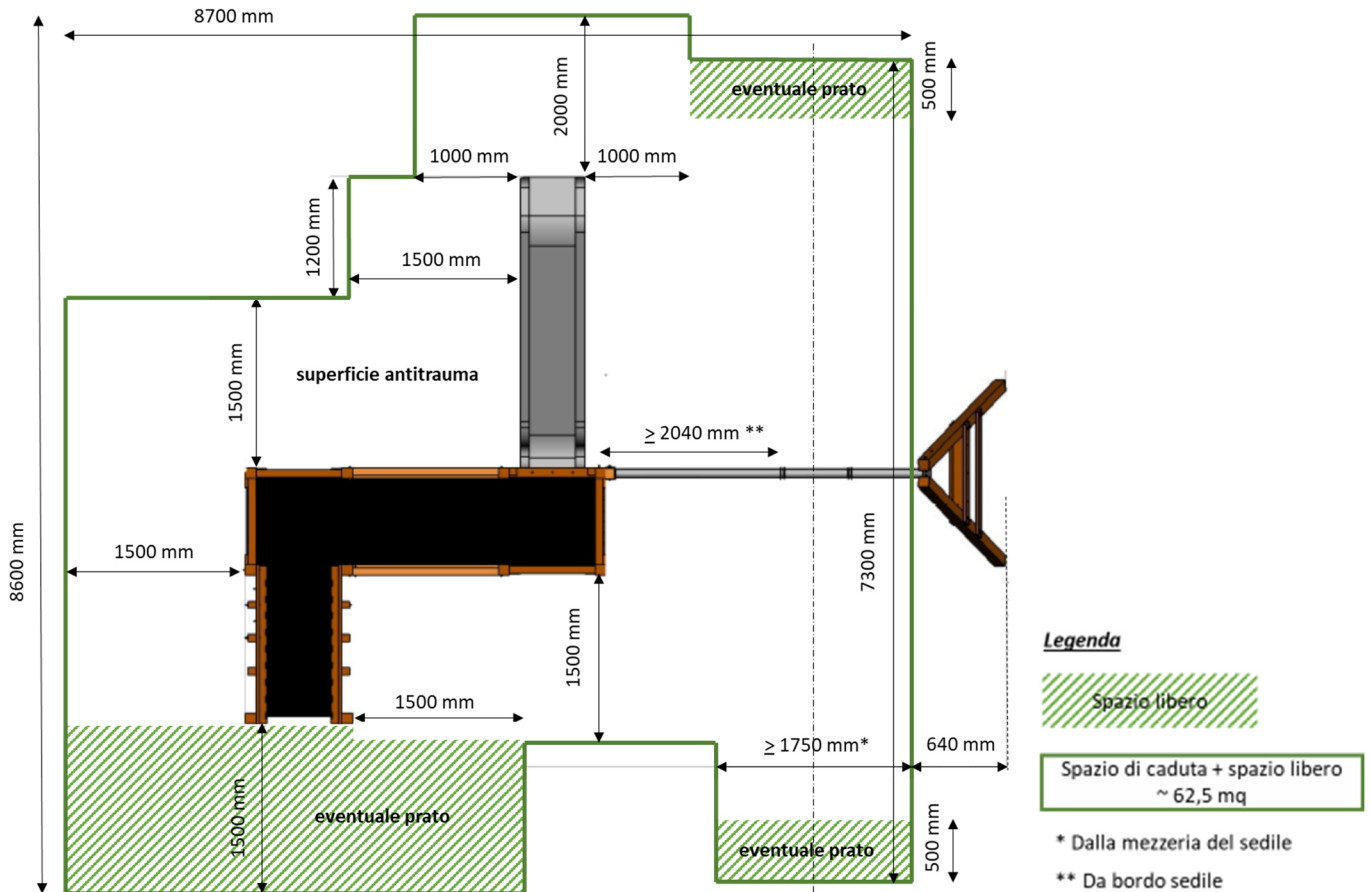 8700 mm
eventuale prato
500 mm
2000 mm
1000 mm
1000 mm
1200 mm
1500 mm
1500 mm
superficie antitrauma
≥ 2040 mm **
8600 mm
1500 mm
7300 mm
1500 mm
1500 mm
≥ 1750 mm*
640 mm
1500 mm
eventuale prato
eventuale prato
500 mm
Legenda
Spazio libero
Spazio di caduta + spazio libero
~ 62,5 mq
* Dalla mezzeria del sedile
** Da bordo sedile